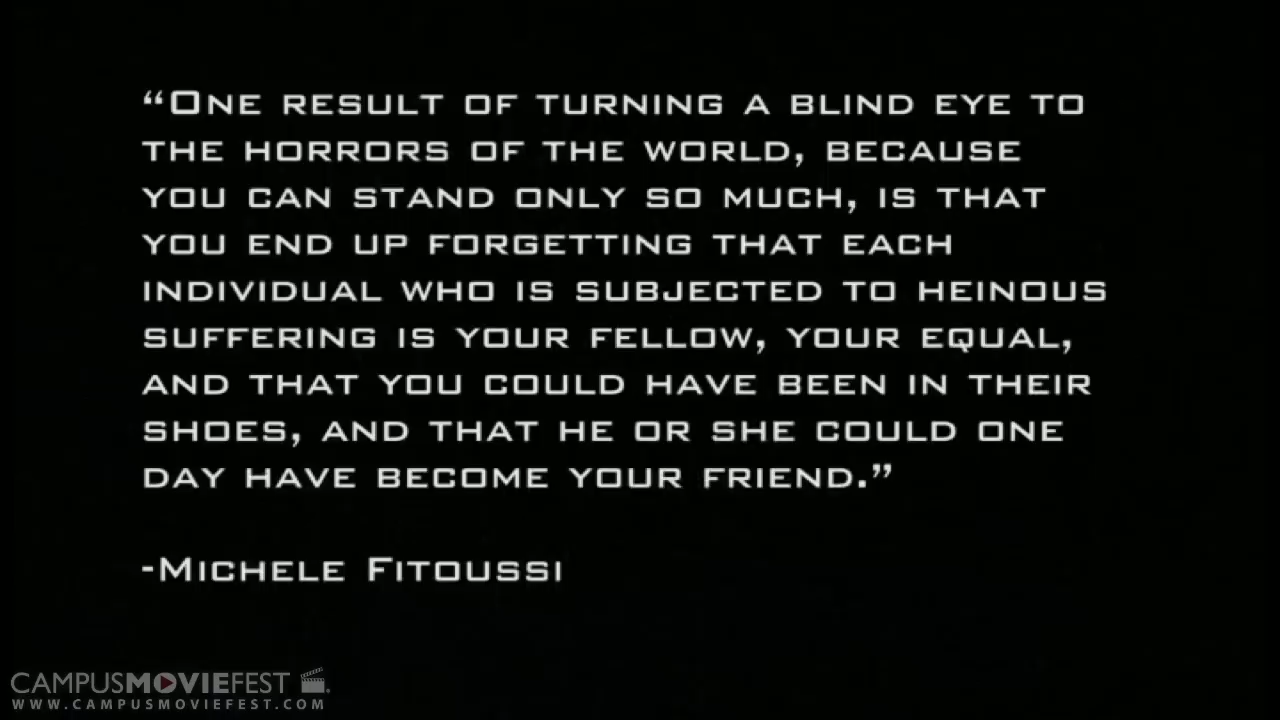 “ONE RESULT OF TURNING A BLIND EYE TO
THE HORRORS OF THE WORLD, BECAUSE
YOU CAN STAND ONLY SO MUCH, IS THAT
YOU END UP FORGETTING THAT EACH
INDIVIDUAL WHO IS SUBJECTED TO HEINOUS
SUFFERING IS YOUR FELLOW, YOUR EQUAL,
AND THAT YOU COULD HAVE BEEN IN THEIR
SHOES, AND THAT HE OR SHE COULD ONE
DAY HAVE BECOME YOUR FRIEND.”
-MICHELE FITOUSSI
CAMPUSMOVIEFEST
WWW.CAMPUSMOVIEFEST.COM